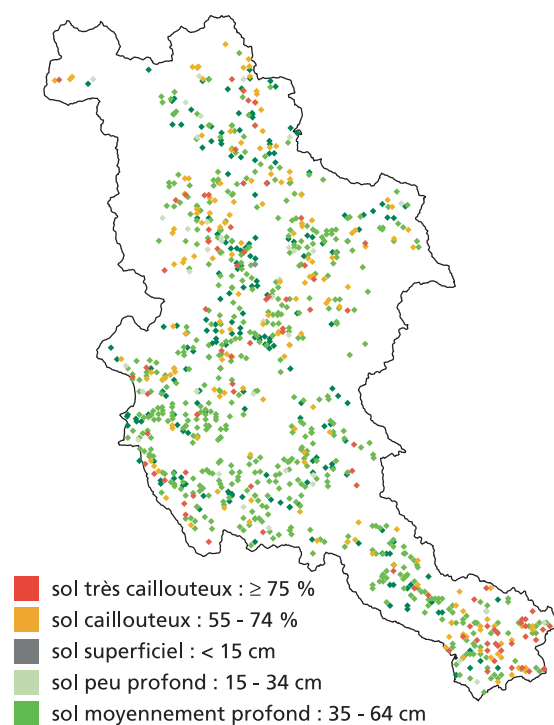 sol très caillouteux : ≥ 75 %
sol caillouteux : 55 - 74 %
sol superficiel : < 15 cm
sol peu profond : 15 - 34 cm
sol moyennement profond : 35 - 64 cm